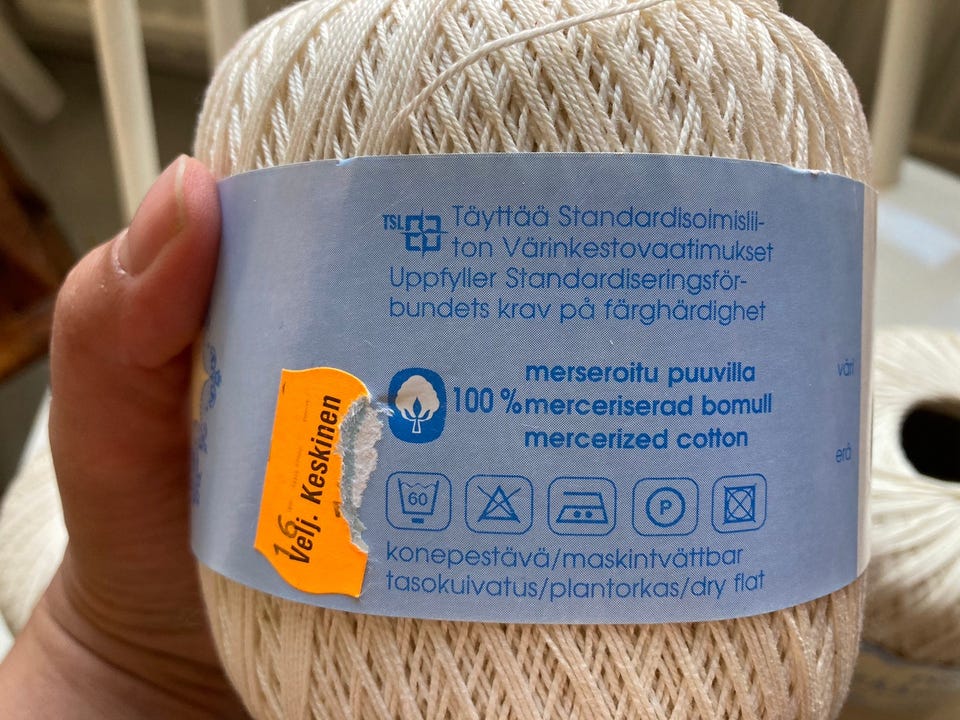 TSL Täyttää Standardisoimislii-
ton Värinkestovaatimukset
Uppfyller Standardiseringsför-
bundets krav på färghärdighet
merseroitu puuvilla
100 % merceriserad bomull
mercerized cotton
väri
erä
Velj. Keskinen
16
60
P
konepestävä/maskintvättbar
tasokuivatus/plantorkas/dry flat